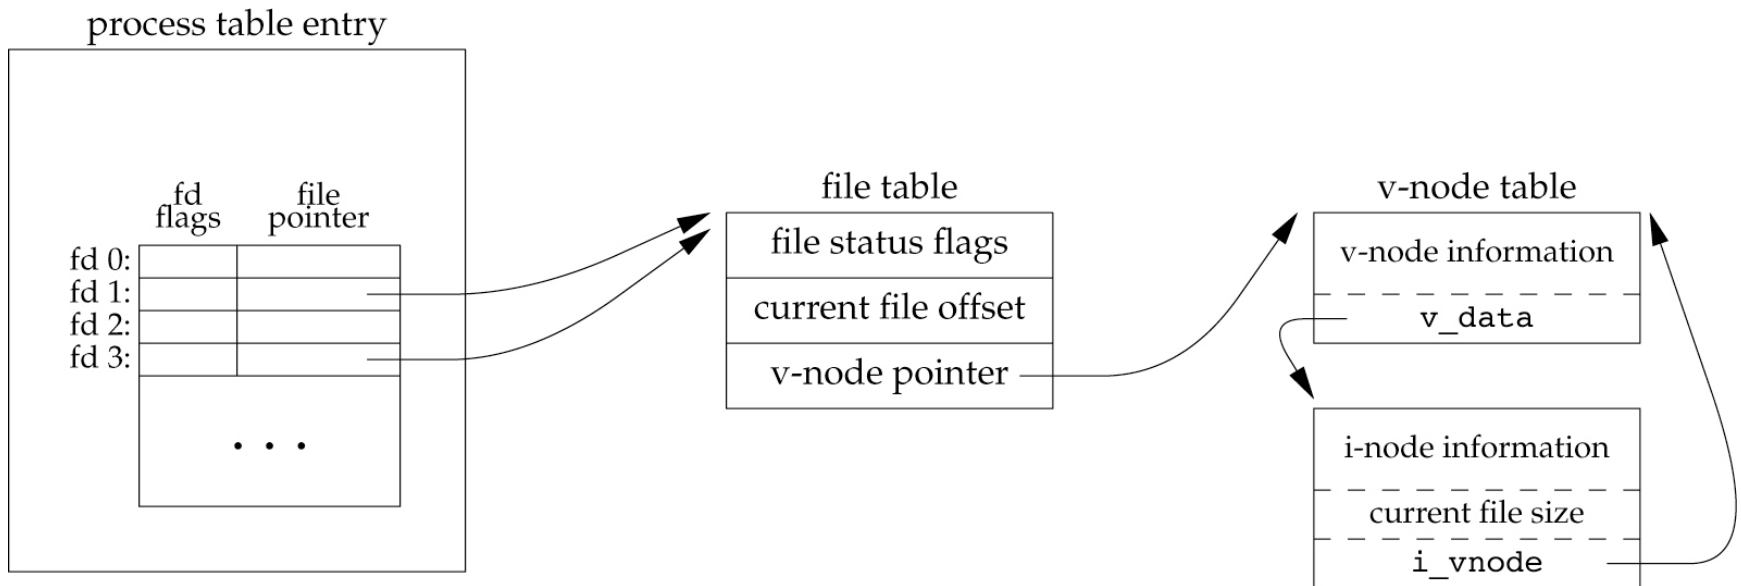 process table entry
fd
flags
file
pointer
fd 0:
fd 1:
fd 2:
fd 3:
. . .
file table
file status flags
current file offset
v-node pointer
v-node table
v-node information
v_data
i-node information
current file size
i_vnode